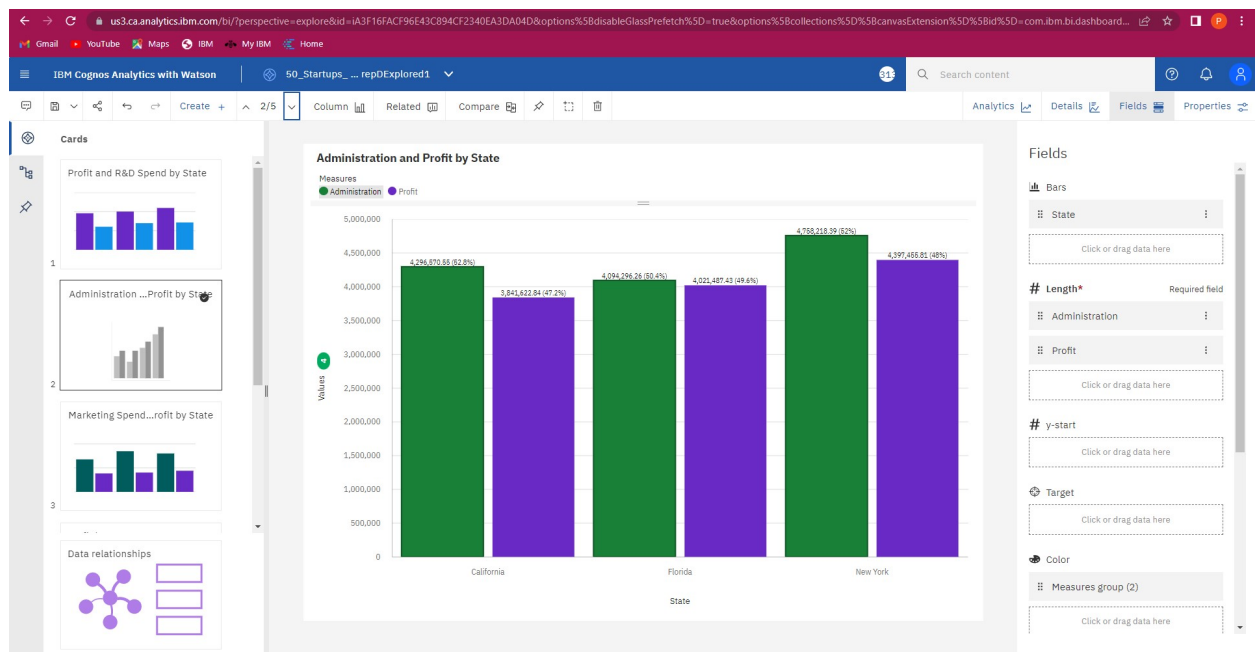 us3.ca.analytics.ibm.com/bi/?perspective=explore&id=iA3F16FACF96E43C894CF2340EA3DA04D&options%5BdisableGlassPrefetch%5D=true&options%5Bcollections%5D%5BcanvasExtension%5D%5Bid%5D=com.ibm.bi.dashboard...
P
Gmail YouTube Maps IBM My IBM Home
IBM Cognos Analytics with Watson 50_Startups_ ... repDExplored1 313 Search content
Create + 2/5 Column Related Compare Analytics Details Fields Properties
Cards
Profit and R&D Spend by State
1
Administration ...Profit by State
2
Marketing Spend...rofit by State
3
Data relationships
Administration and Profit by State
Measures
Administration Profit
5,000,000
4,500,000
4,000,000
3,500,000
3,000,000
2,500,000
2,000,000
1,500,000
1,000,000
500,000
0
Values
4,296,570.55 (52.8%)
3,841,622.84 (47.2%)
4,094,296.26 (50.4%)
4,021,487.43 (49.6%)
4,758,218.39 (52%)
4,397,455.81 (48%)
California Florida New York
State
Fields
Bars
State
Click or drag data here
# Length* Required field
Administration
Profit
Click or drag data here
# y-start
Click or drag data here
Target
Click or drag data here
Color
Measures group (2)
Click or drag data here